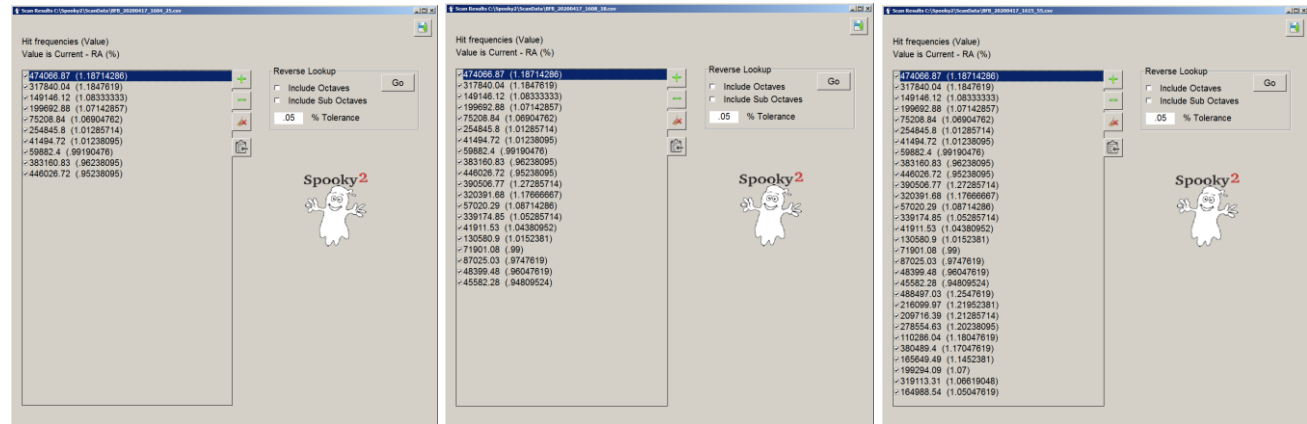 Scan Results C:\Spooky2\ScanData\BFB_20200417_1604_25.csv
Hit frequencies (Value)
Value is Current - RA (%)
474066.87 (1.18714286)
317840.04 (1.1847619)
149146.12 (1.08333333)
199692.88 (1.07142857)
75208.84 (1.06904762)
254845.8 (1.01285714)
41494.72 (1.01238095)
59882.4 (.99190476)
383160.83 (.96238095)
446026.72 (.95238095)
Reverse Lookup
Include Octaves
Include Sub Octaves
.05 % Tolerance
Go
Spooky2
Scan Results C:\Spooky2\ScanData\BFB_20200417_1608_38.csv
Hit frequencies (Value)
Value is Current - RA (%)
474066.87 (1.18714286)
317840.04 (1.1847619)
149146.12 (1.08333333)
199692.88 (1.07142857)
75208.84 (1.06904762)
254845.8 (1.01285714)
41494.72 (1.01238095)
59882.4 (.99190476)
383160.83 (.96238095)
446026.72 (.95238095)
390506.77 (1.27285714)
320391.68 (1.17666667)
57020.29 (1.08714286)
339174.85 (1.05285714)
41911.53 (1.04380952)
130580.9 (1.0152381)
71901.08 (.99)
87025.03 (.9747619)
48399.48 (.96047619)
45582.28 (.94809524)
Reverse Lookup
Include Octaves
Include Sub Octaves
.05 % Tolerance
Go
Spooky2
Scan Results C:\Spooky2\ScanData\BFB_20200417_1615_55.csv
Hit frequencies (Value)
Value is Current - RA (%)
474066.87 (1.18714286)
317840.04 (1.1847619)
149146.12 (1.08333333)
199692.88 (1.07142857)
75208.84 (1.06904762)
254845.8 (1.01285714)
41494.72 (1.01238095)
59882.4 (.99190476)
383160.83 (.96238095)
446026.72 (.95238095)
390506.77 (1.27285714)
320391.68 (1.17666667)
57020.29 (1.08714286)
339174.85 (1.05285714)
41911.53 (1.04380952)
130580.9 (1.0152381)
71901.08 (.99)
87025.03 (.9747619)
48399.48 (.96047619)
45582.28 (.94809524)
488497.03 (1.2547619)
216099.97 (1.21952381)
209716.39 (1.21285714)
278554.63 (1.20238095)
110286.04 (1.18047619)
380489.4 (1.17047619)
165649.49 (1.1452381)
199294.09 (1.07)
319113.31 (1.06619048)
164988.54 (1.05047619)
Reverse Lookup
Include Octaves
Include Sub Octaves
.05 % Tolerance
Go
Spooky2